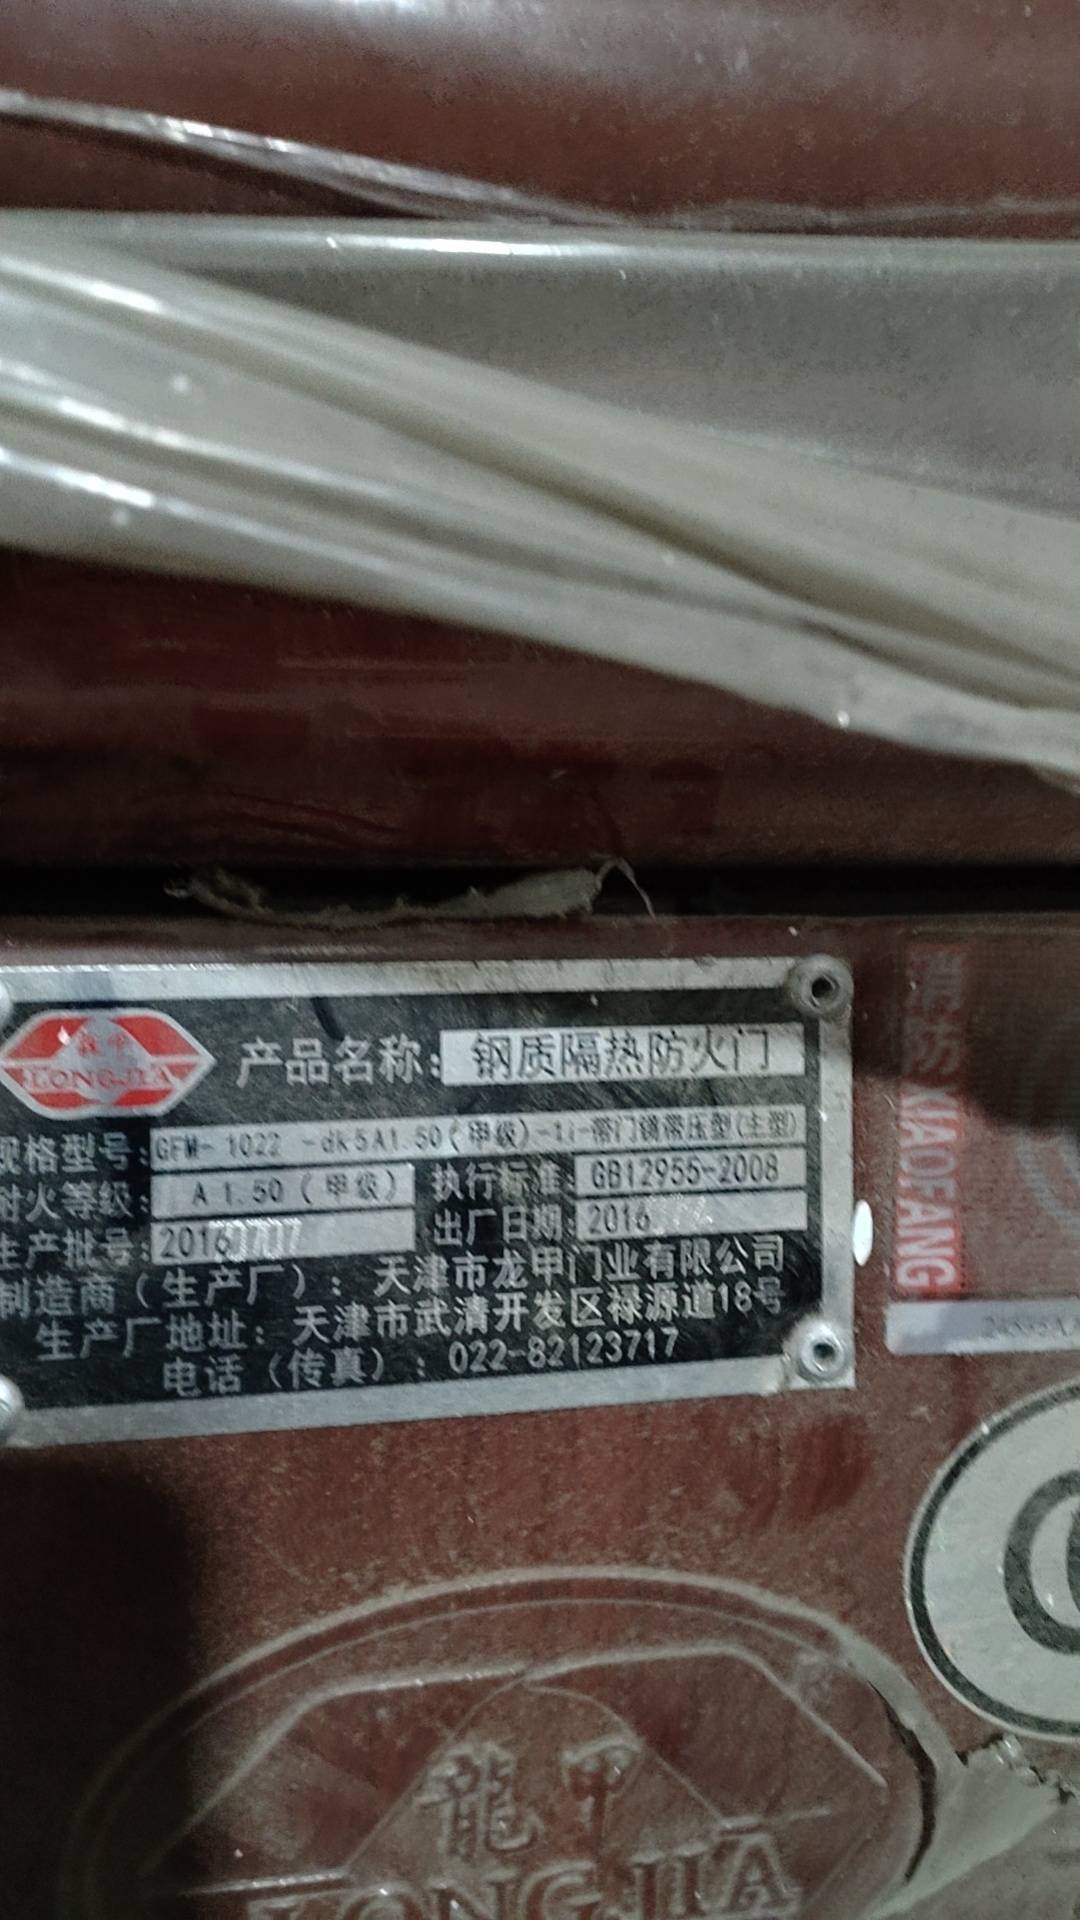 龍甲
LONGJIA
产品名称: 钢质隔热防火门
规格型号: GFM-1022 -dk5A1.50(甲级)-1i-带门镜带压型(主型)
耐火等级: A1.50(甲级) 执行标准: GB12955-2008
生产批号: 20160707 出厂日期: 2016
制造商(生产厂): 天津市龙甲门业有限公司
生产厂地址: 天津市武清开发区禄源道18号
电话(传真): 022-82123717
XIAOFANG
龍甲
LONGJIA